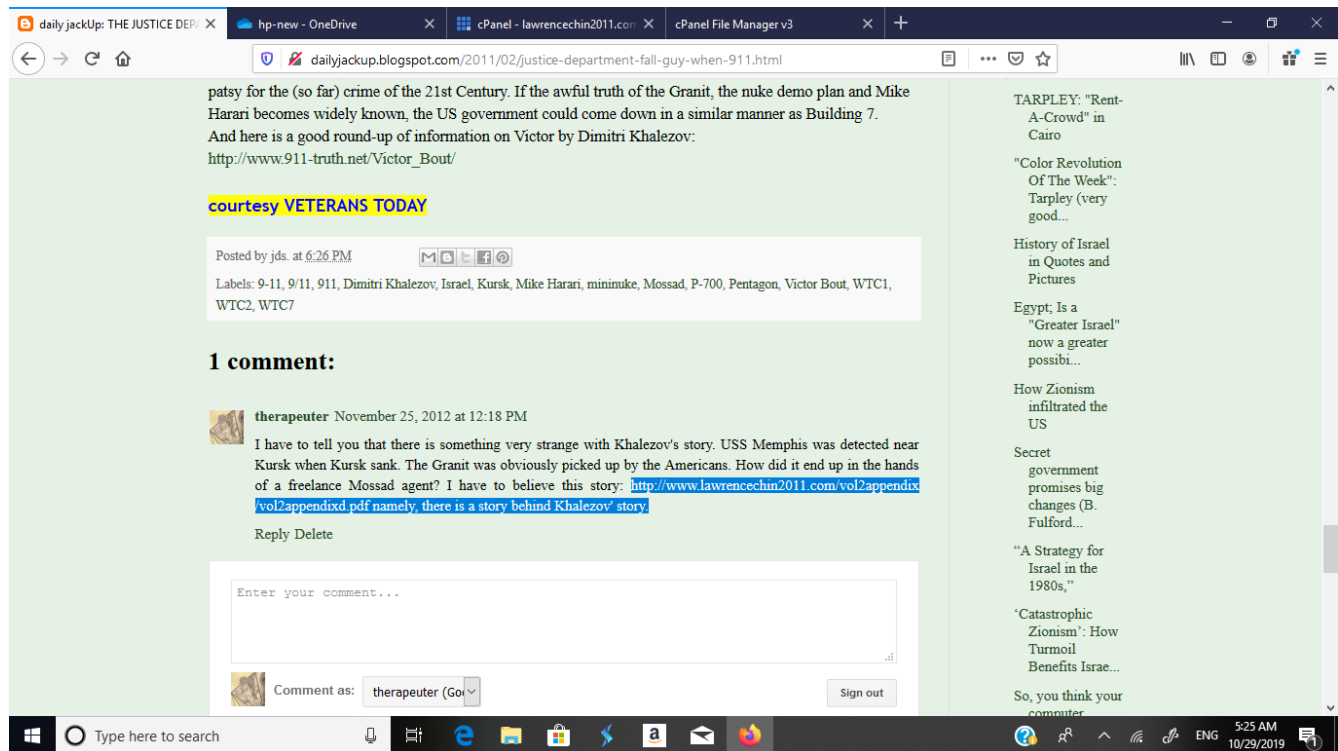 daily jackUp: THE JUSTICE DEP
hp-new - OneDrive
cPanel - lawrencechin2011.com
cPanel File Manager v3
dailyjackup.blogspot.com/2011/02/justice-department-fall-guy-when-911.html
patsy for the (so far) crime of the 21st Century. If the awful truth of the Granit, the nuke demo plan and Mike
Harari becomes widely known, the US government could come down in a similar manner as Building 7.
And here is a good round-up of information on Victor by Dimitri Khalezov:
http://www.911-truth.net/Victor_Bout/
courtesy VETERANS TODAY
Posted by jds. at 6:26 PM
Labels: 9-11, 9/11, 911, Dimitri Khalezov, Israel, Kursk, Mike Harari, mininuke, Mossad, P-700, Pentagon, Victor Bout, WTC1,
WTC2, WTC7
1 comment:
therapeuter November 25, 2012 at 12:18 PM
I have to tell you that there is something very strange with Khalezov's story. USS Memphis was detected near
Kursk when Kursk sank. The Granit was obviously picked up by the Americans. How did it end up in the hands
of a freelance Mossad agent? I have to believe this story: http://www.lawrencechin2011.com/vol2appendix
/vol2appendixd.pdf namely, there is a story behind Khalezov' story.
Reply Delete
Enter your comment...
Comment as: therapeuter (Goo
Sign out
TARPLEY: "Rent-
A-Crowd" in
Cairo
"Color Revolution
Of The Week":
Tarpley (very
good...
History of Israel
in Quotes and
Pictures
Egypt; Is a
"Greater Israel"
now a greater
possibi...
How Zionism
infiltrated the
US
Secret
government
promises big
changes (B.
Fulford...
“A Strategy for
Israel in the
1980s,”
‘Catastrophic
Zionism’: How
Turmoil
Benefits Israe...
So, you think your
computer
Type here to search
ENG
5:25 AM
10/29/2019